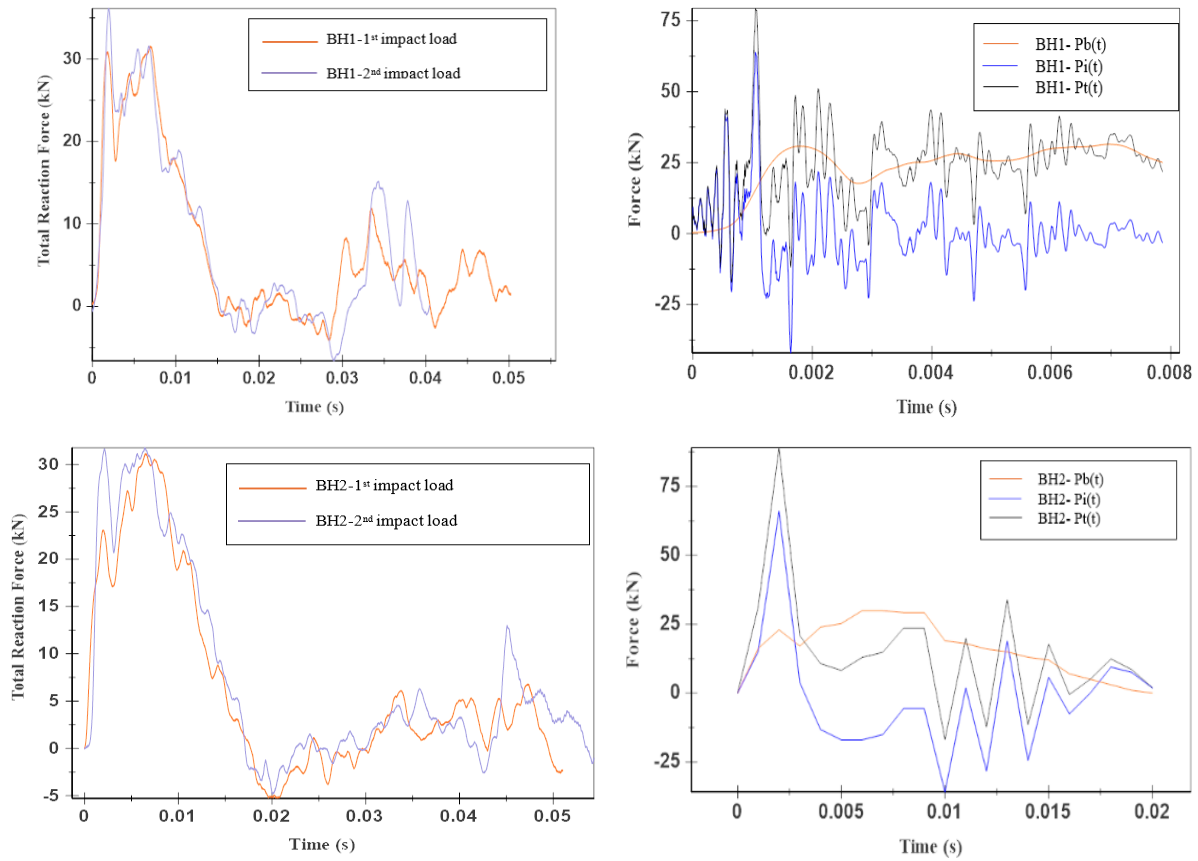 30
20
10
0
Total Reaction Force (kN)
BH1-1st impact load
BH1-2nd impact load
0
0.01
0.02
0.03
0.04
0.05
Time (s)
75
50
25
0
-25
Force (kN)
BH1- Pb(t)
BH1- Pi(t)
BH1- Pt(t)
0
0.002
0.004
0.006
0.008
Time (s)
30
25
20
15
10
5
0
-5
Total Reaction Force (kN)
BH2-1st impact load
BH2-2nd impact load
0
0.01
0.02
0.03
0.04
0.05
Time (s)
75
50
25
0
-25
Force (kN)
BH2- Pb(t)
BH2- Pi(t)
BH2- Pt(t)
0
0.005
0.01
0.015
0.02
Time (s)